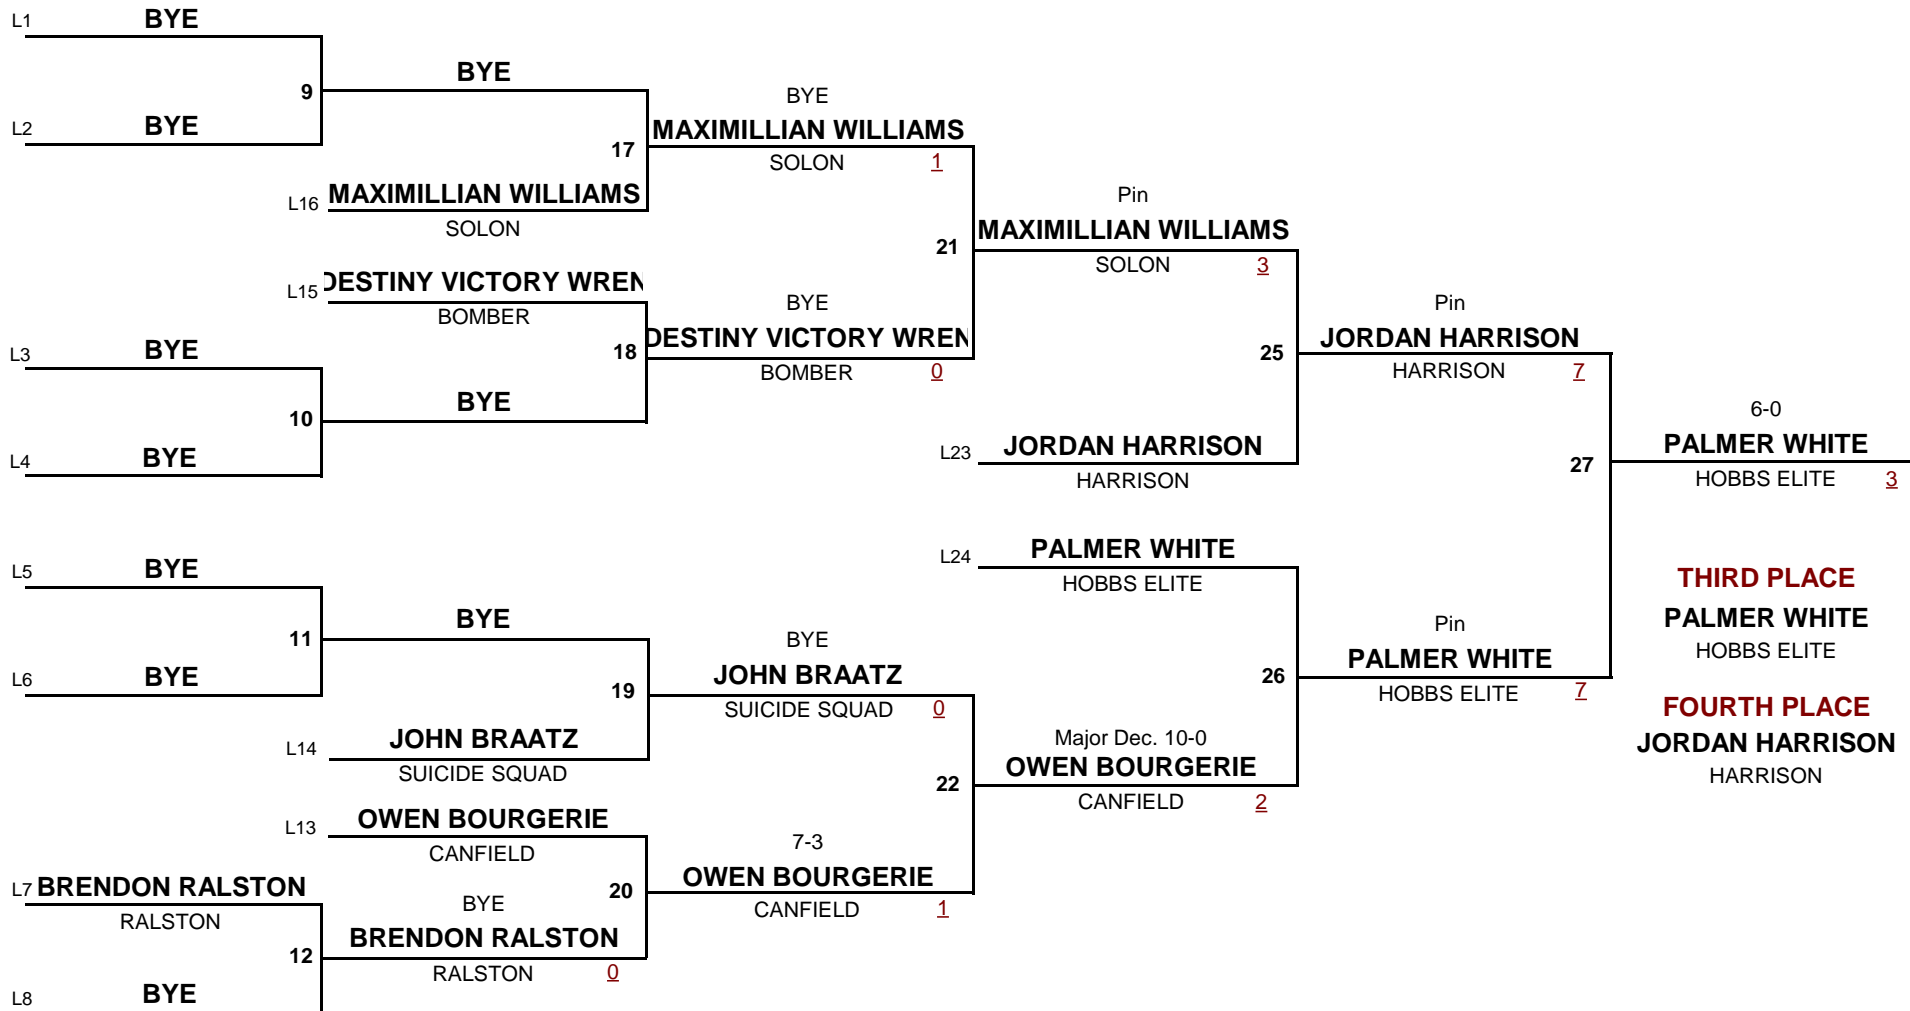 L1 BYE
9
L2 BYE
BYE
17
L16 MAXIMILLIAN WILLIAMS
SOLON
L15 DESTINY VICTORY WREN
BOMBER
L3 BYE
10
L4 BYE
BYE
18
BYE
MAXIMILLIAN WILLIAMS
SOLON 1
21
BYE
DESTINY VICTORY WREN
BOMBER 0
Pin
MAXIMILLIAN WILLIAMS
SOLON 3
25
L23 JORDAN HARRISON
HARRISON
Pin
JORDAN HARRISON
HARRISON 7
27
L5 BYE
11
L6 BYE
BYE
19
L14 JOHN BRAATZ
SUICIDE SQUAD
L13 OWEN BOURGERIE
CANFIELD
20
L7 BRENDON RALSTON
RALSTON
12
L8 BYE
BYE
BRENDON RALSTON
RALSTON 0
BYE
JOHN BRAATZ
SUICIDE SQUAD 0
22
7-3
OWEN BOURGERIE
CANFIELD 1
L24 PALMER WHITE
HOBBS ELITE
26
Major Dec. 10-0
OWEN BOURGERIE
CANFIELD 2
Pin
PALMER WHITE
HOBBS ELITE 7
6-0
PALMER WHITE
HOBBS ELITE 3
THIRD PLACE
PALMER WHITE
HOBBS ELITE
FOURTH PLACE
JORDAN HARRISON
HARRISON